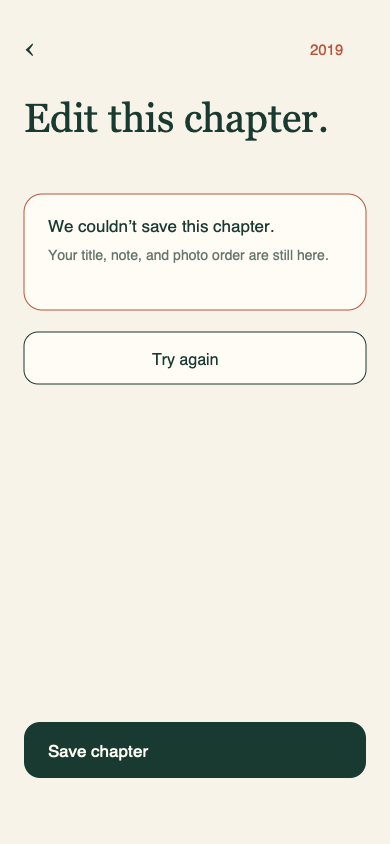 2019
Edit this chapter.
We couldn’t save this chapter.
Your title, note, and photo order are still here.
Try again
Save chapter